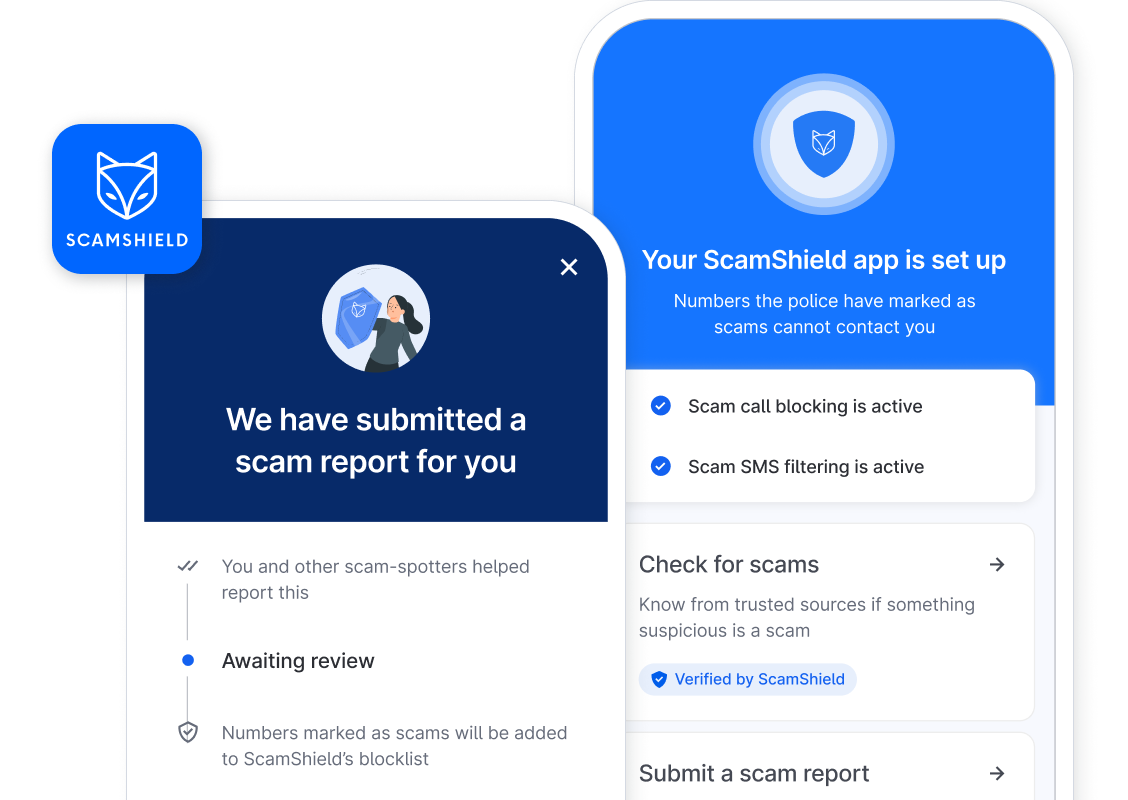 SCAMSHIELD
We have submitted a
scam report for you
You and other scam-spotters helped
report this
Awaiting review
Numbers marked as scams will be added
to ScamShield’s blocklist
Your ScamShield app is set up
Numbers the police have marked as
scams cannot contact you
Scam call blocking is active
Scam SMS filtering is active
Check for scams
Know from trusted sources if something
suspicious is a scam
Verified by ScamShield
Submit a scam report